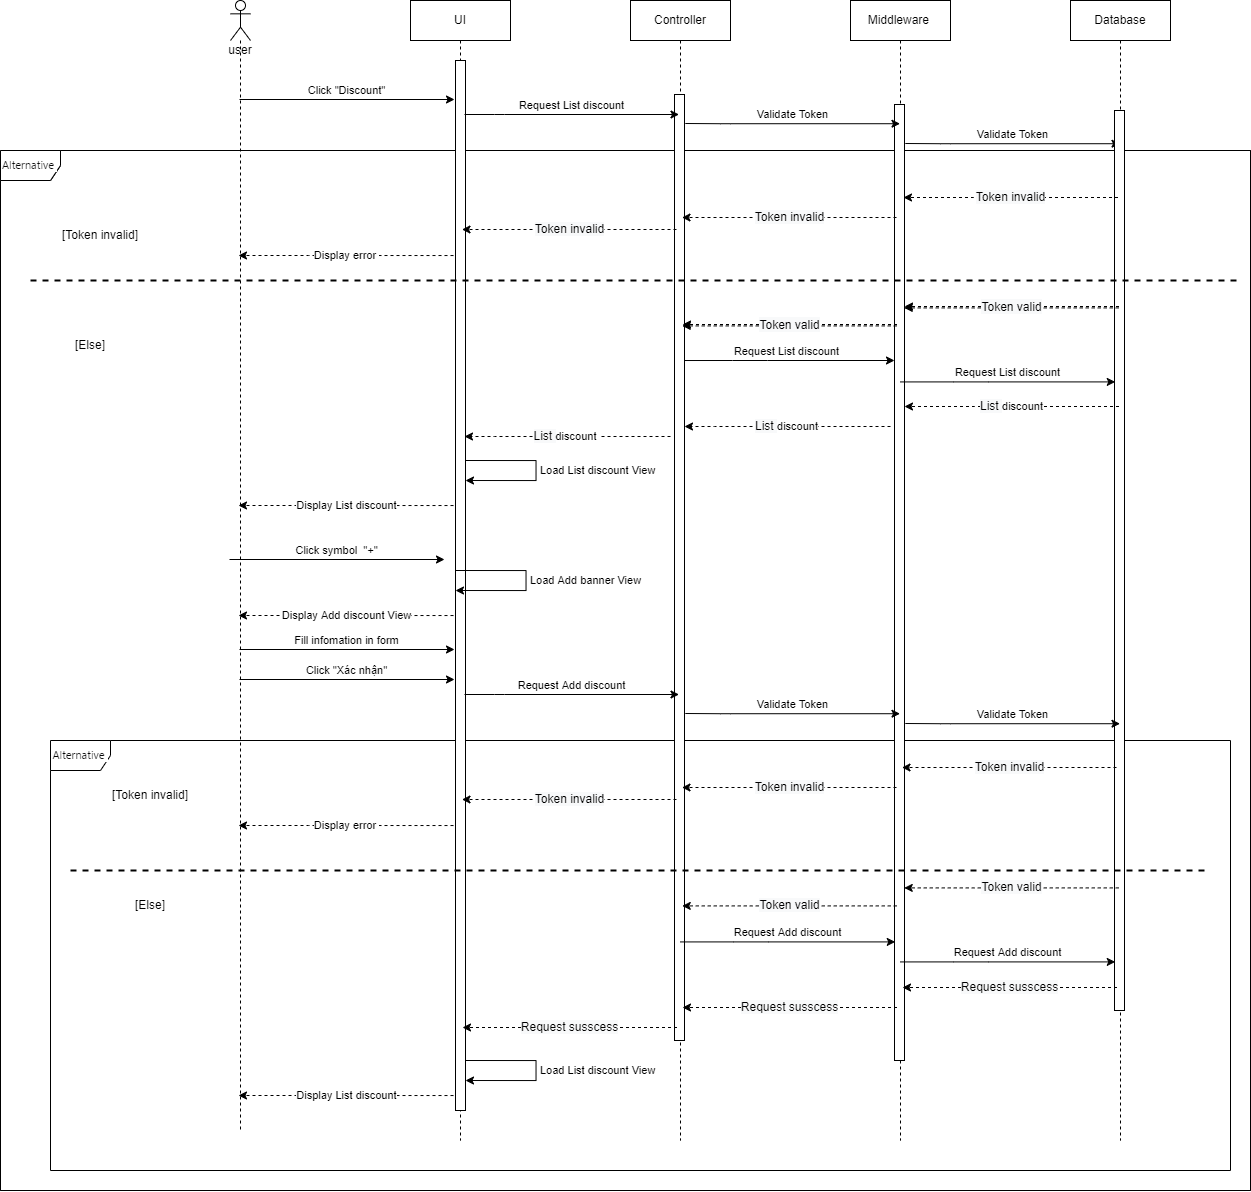 UI
Controller
Middleware
Database
user
Click "Discount"
Request List discount
Validate Token
Validate Token
Alternative
Token invalid
Token invalid
Token invalid
[Token invalid]
Display error
Token valid
Token valid
[Else]
Request List discount
Request List discount
List discount
List discount
List discount
Load List discount View
Display List discount
Click symbol "+"
Load Add banner View
Display Add discount View
Fill infomation in form
Click "Xác nhận"
Request Add discount
Validate Token
Validate Token
Alternative
Token invalid
Token invalid
[Token invalid]
Token invalid
Display error
Token valid
Token valid
[Else]
Request Add discount
Request Add discount
Request susscess
Request susscess
Request susscess
Load List discount View
Display List discount